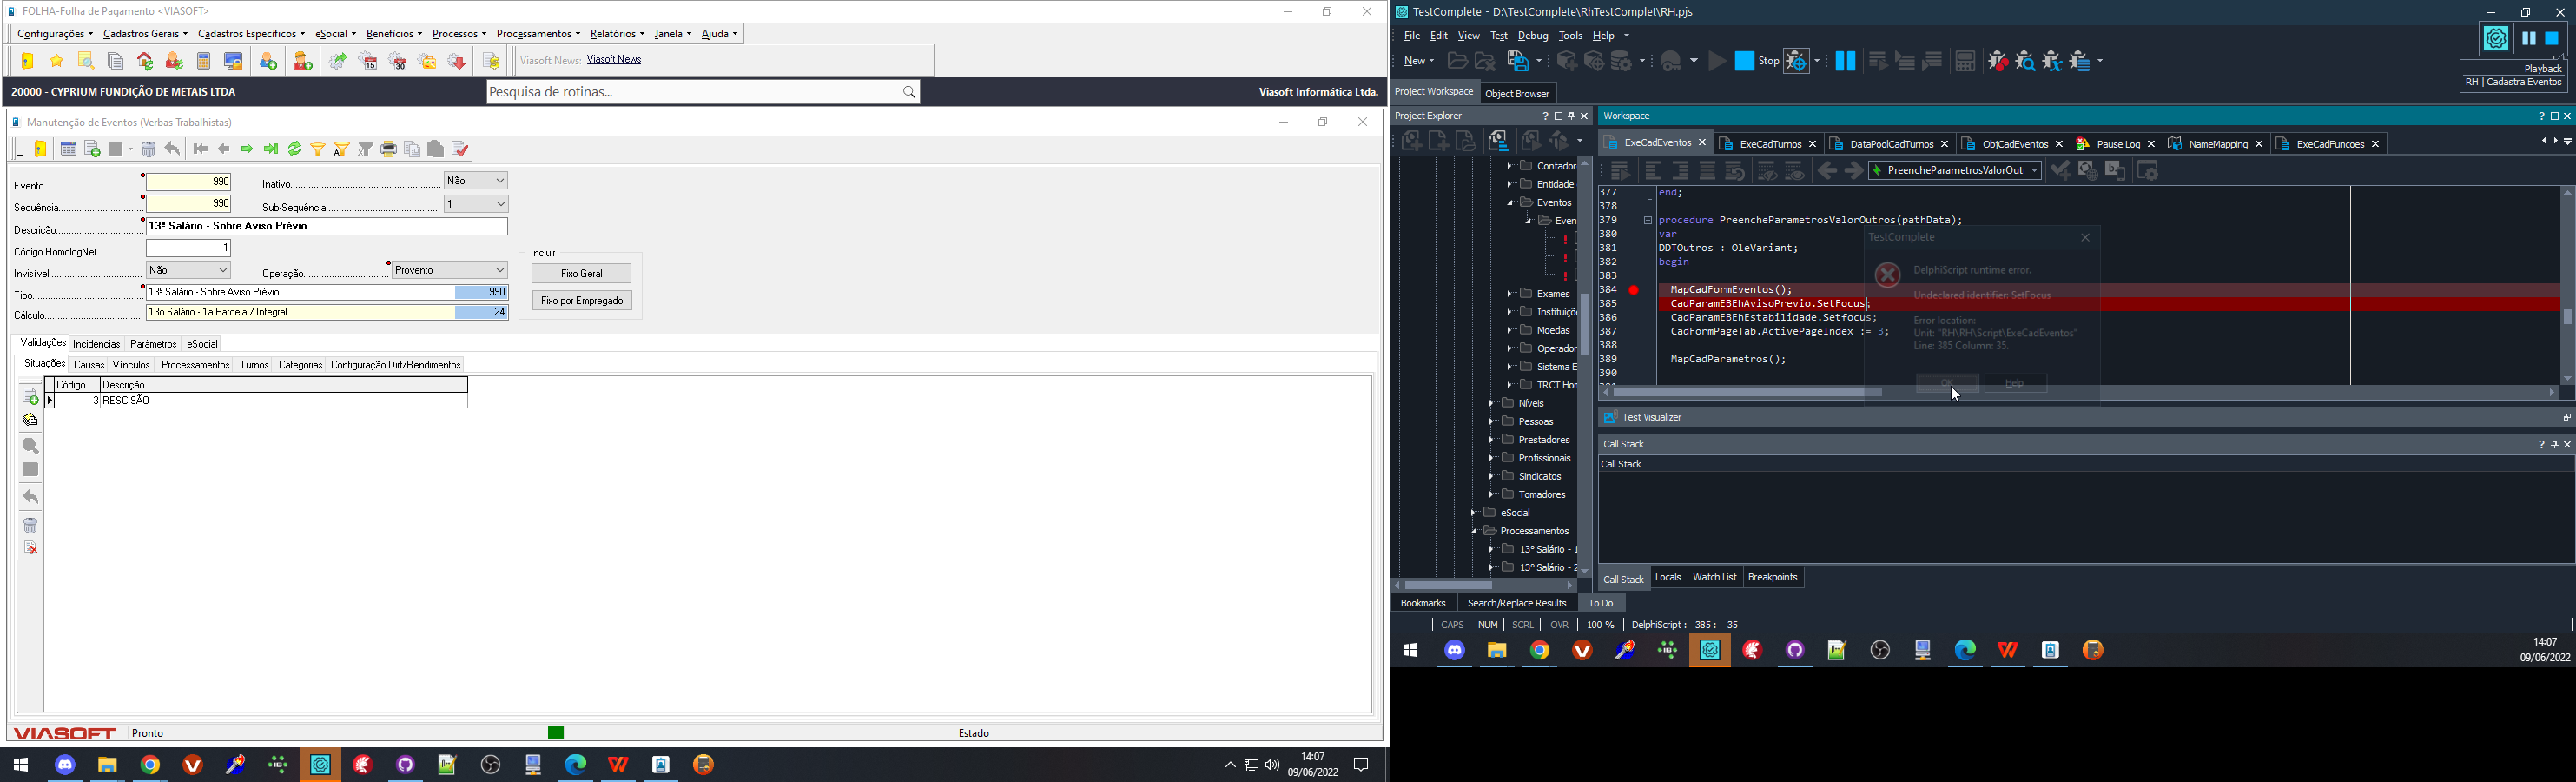 FOLHA-Folha de Pagamento <VIASOFT>
Configurações Cadastros Gerais Cadastros Específicos eSocial Benefícios Processos Processamentos Relatórios Janela Ajuda
Viasoft News: Viasoft News
20000 - CYPRIUM FUNDIÇÃO DE METAIS LTDA
Pesquisa de rotinas...
Viasoft Informática Ltda.
Manutenção de Eventos (Verbas Trabalhistas)
Evento 990 Inativo Não
Sequência 990 Sub-Sequência 1
Descrição 13º Salário - Sobre Aviso Prévio
Código HomologNet 1
Invisível Não Operação Provento
Tipo 13º Salário - Sobre Aviso Prévio 990
Cálculo 13o Salário - 1a Parcela / Integral 24
Incluir
Fixo Geral
Fixo por Empregado
Validações Incidências Parâmetros eSocial
Situações Causas Vínculos Processamentos Turnos Categorias Configuração Dirf/Rendimentos
Código Descrição
3 RESCISÃO
VIASOFT Pronto Estado
14:07
09/06/2022
TestComplete - D:\TestComplete\RhTestComplet\RH.pjs
File Edit View Test Debug Tools Help
New Stop
Playback
RH | Cadastra Eventos
Project Workspace Object Browser
Project Explorer
Workspace
ExeCadEventos ExeCadTurnos DataPoolCadTurnos ObjCadEventos Pause Log NameMapping ExeCadFuncoes
PreencheParametrosValorOutr
Contador
Entidade
Eventos
Even
Exames
Instituiçõ
Moedas
Operador
Sistema E
TRCT Hor
Níveis
Pessoas
Prestadores
Profissionais
Sindicatos
Tomadores
eSocial
Processamentos
13º Salário - 1
13º Salário - 2
377 end;
378
379 procedure PreencheParametrosValorOutros(pathData);
380 var
381 DDTOutros : OleVariant;
382 begin
383
384 MapCadFormEventos();
385 CadParamEBEhAvisoPrevio.SetFocus;
386 CadParamEBEhEstabilidade.Setfocus;
387 CadFormPageTab.ActivePageIndex := 3;
388
389 MapCadParametros();
390
TestComplete
DelphiScript runtime error.
Undeclared identifier: SetFocus
Error location:
Unit: "RH\RH\Script\ExeCadEventos"
Line: 385 Column: 35.
OK Help
Test Visualizer
Call Stack
Call Stack
Call Stack Locals Watch List Breakpoints
Bookmarks Search/Replace Results To Do
CAPS NUM SCRL OVR 100 % DelphiScript : 385 : 35
14:07
09/06/2022